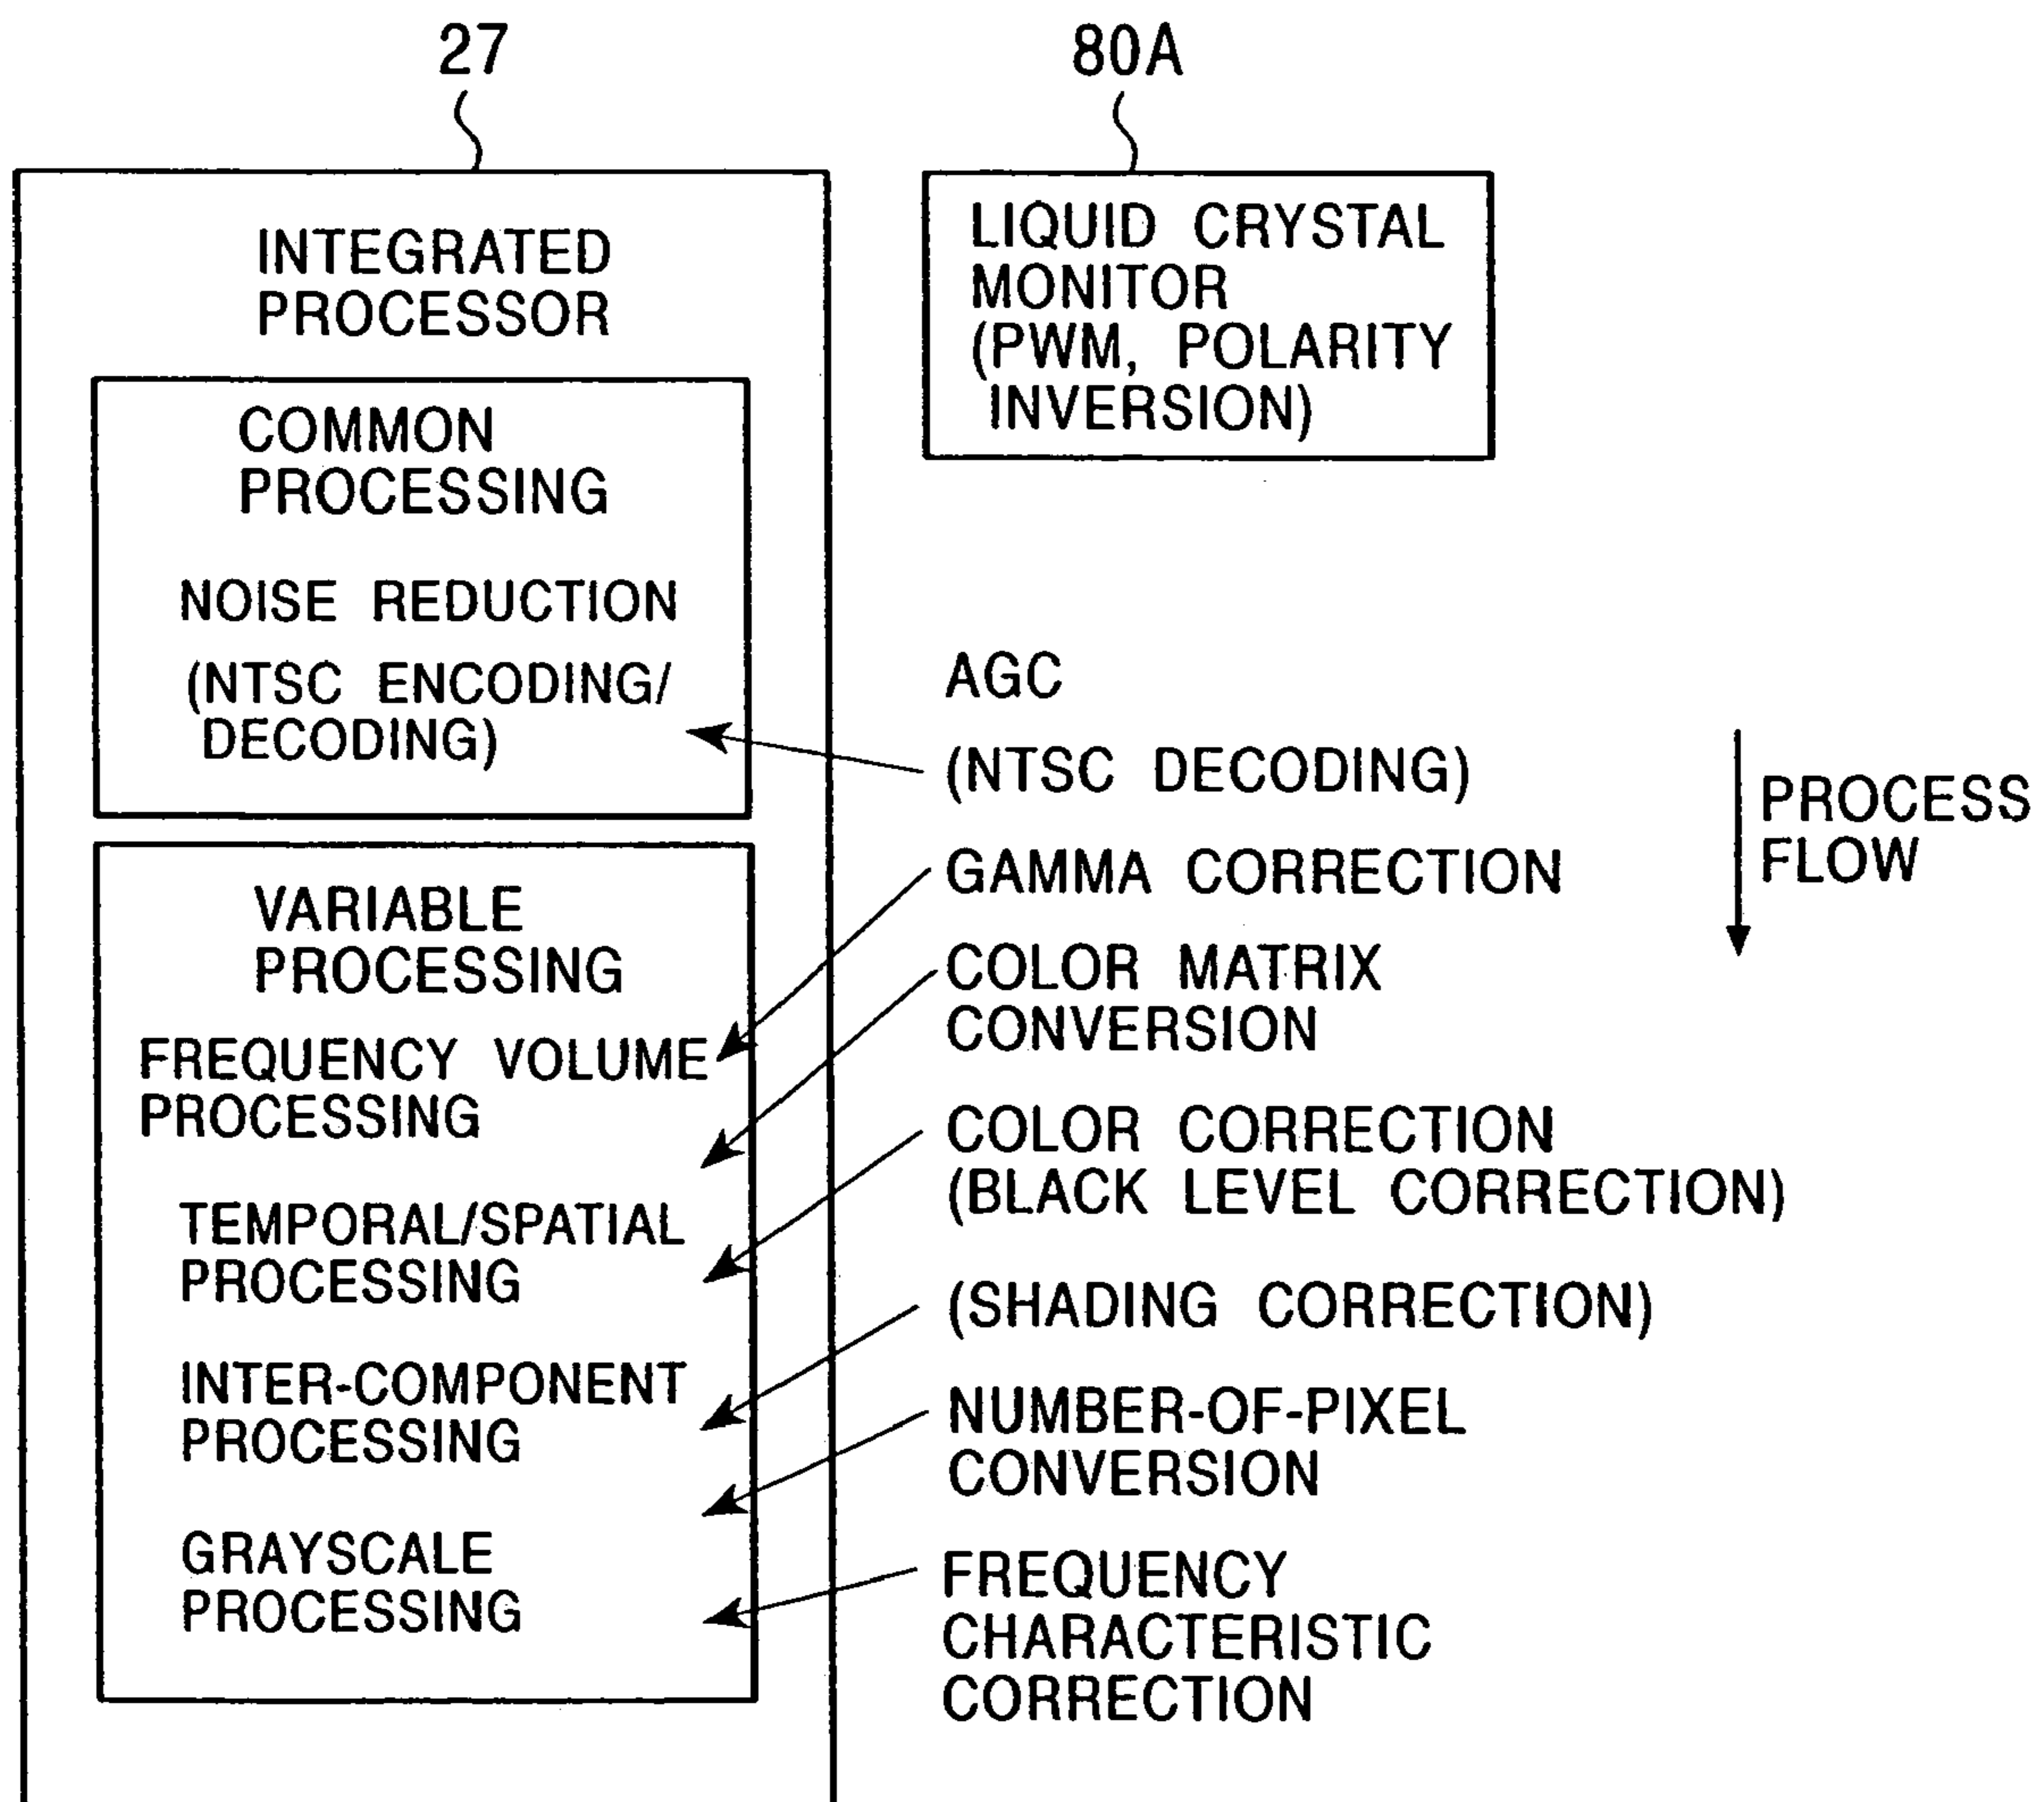 27
80A
INTEGRATED
PROCESSOR
COMMON
PROCESSING
NOISE REDUCTION
(NTSC ENCODING/
DECODING)
VARIABLE
PROCESSING
FREQUENCY VOLUME
PROCESSING
TEMPORAL/SPATIAL
PROCESSING
INTER-COMPONENT
PROCESSING
GRAYSCALE
PROCESSING
LIQUID CRYSTAL
MONITOR
(PWM, POLARITY
INVERSION)
AGC
(NTSC DECODING)
GAMMA CORRECTION
COLOR MATRIX
CONVERSION
COLOR CORRECTION
(BLACK LEVEL CORRECTION)
(SHADING CORRECTION)
NUMBER-OF-PIXEL
CONVERSION
FREQUENCY
CHARACTERISTIC
CORRECTION
PROCESS
FLOW